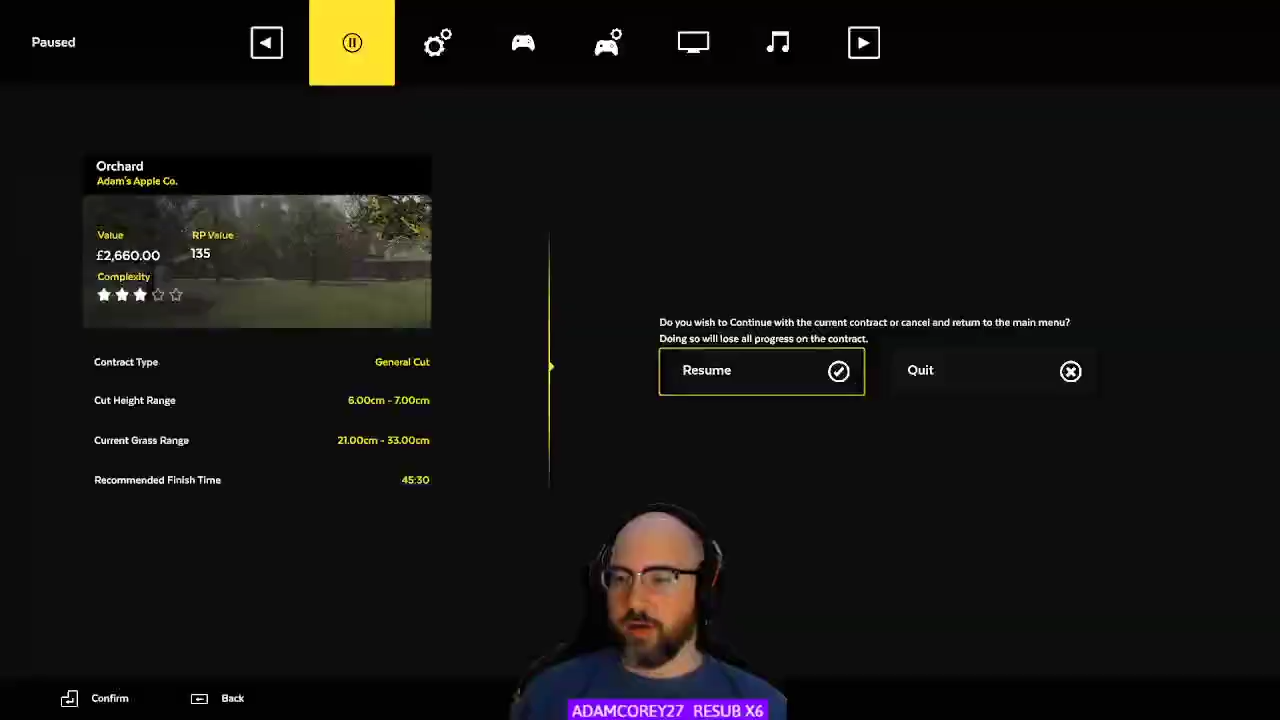 Paused
Orchard
Adam's Apple Co.
Value
RP Value
£2,660.00
135
Complexity
Contract Type
General Cut
Cut Height Range
6.00cm - 7.00cm
Current Grass Range
21.00cm - 33.00cm
Recommended Finish Time
45:30
Do you wish to Continue with the current contract or cancel and return to the main menu?
Doing so will lose all progress on the contract.
Resume
Quit
Confirm
Back
ADAMCOREY27 RESUB X6